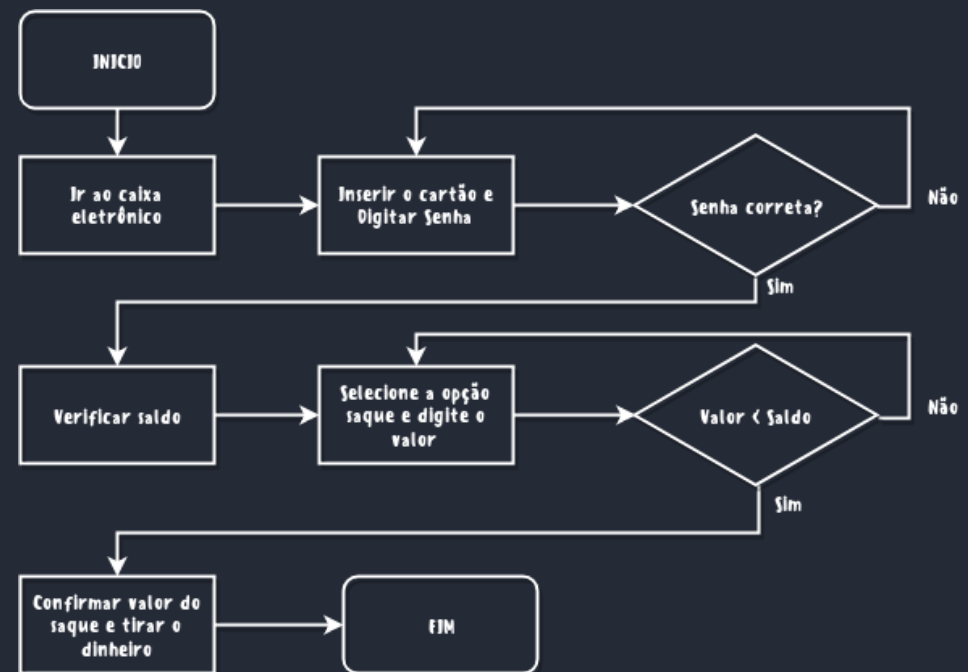 INICIO
Ir ao caixa
eletrônico
Inserir o cartão e
Digitar Senha
Senha correta?
Não
Sim
Verificar saldo
Selecione a opção
saque e digite o
valor
Valor < Saldo
Não
Sim
Confirmar valor do
saque e tirar o
dinheiro
FIM